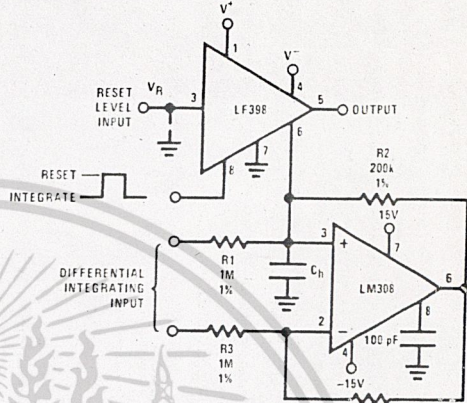 V+
1
V−
4
RESET
LEVEL
INPUT
VR
3
LF398
5
OUTPUT
6
7
8
RESET
INTEGRATE
R2
200k
1%
15V
7
DIFFERENTIAL
INTEGRATING
INPUT
R1
1M
1%
Ch
3
+
LM308
6
2
−
8
4
100 pF
R3
1M
1%
−15V